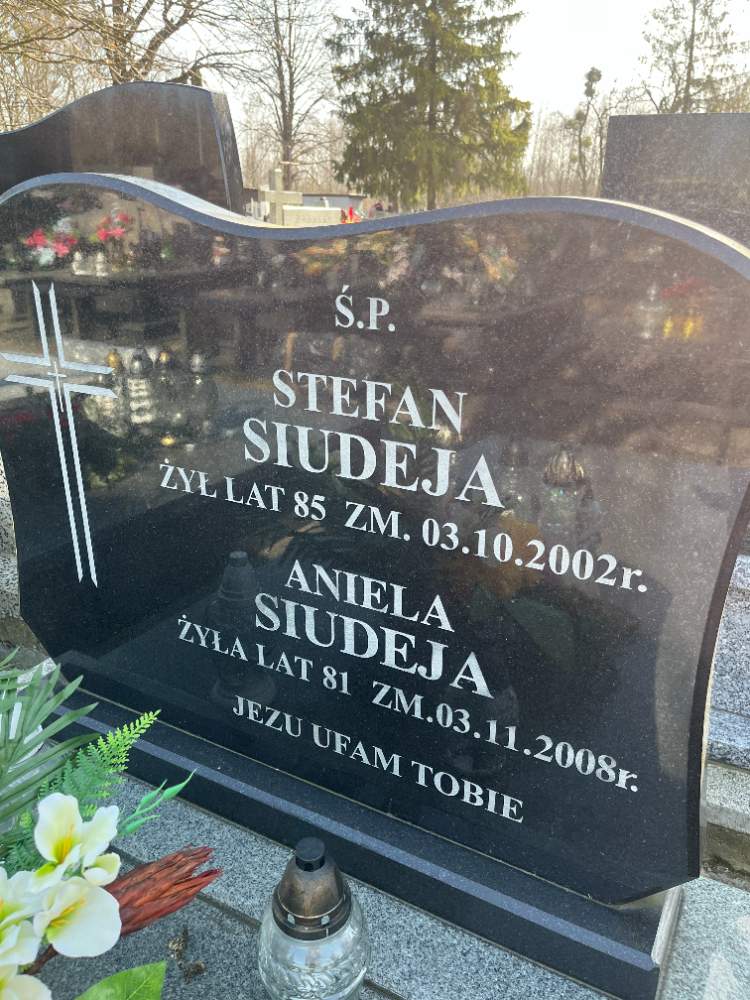 Ś.P.
STEFAN
SIUDEJA
ŻYŁ LAT 85 ZM. 03.10.2002r.
ANIELA
SIUDEJA
ŻYŁA LAT 81 ZM.03.11.2008r.
JEZU UFAM TOBIE